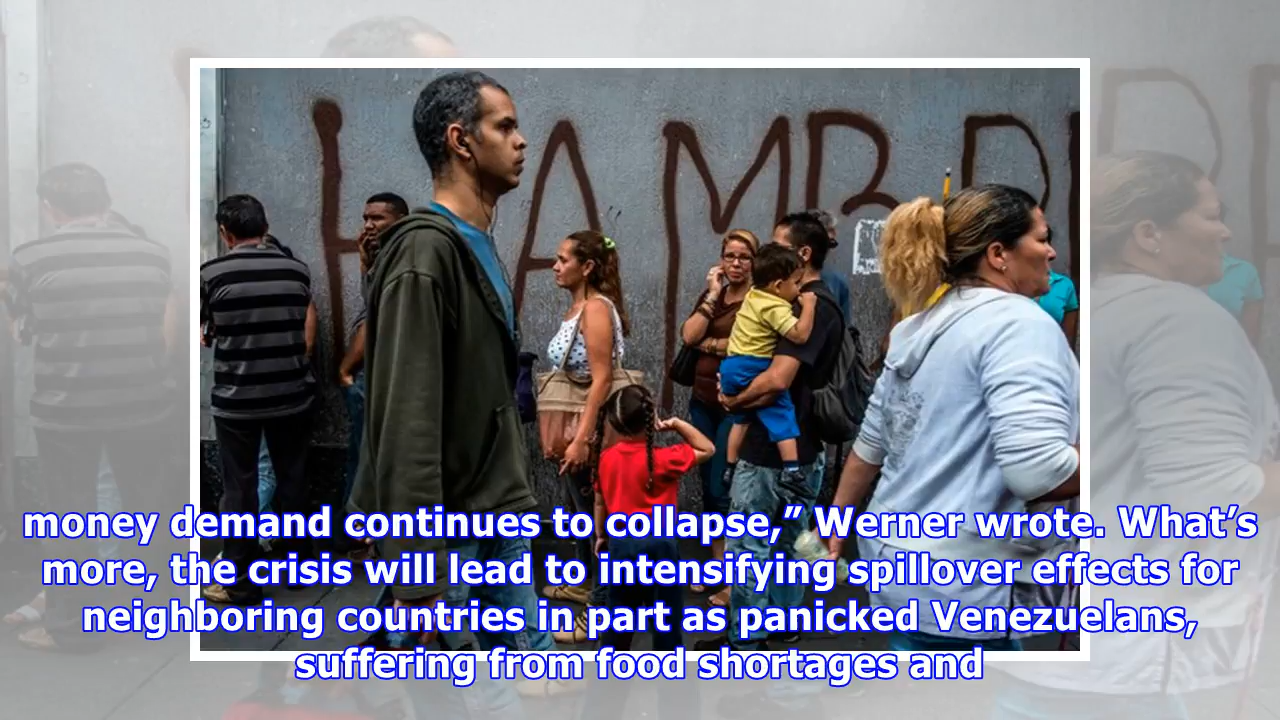 HAMBR
money demand continues to collapse,” Werner wrote. What’s
more, the crisis will lead to intensifying spillover effects for
neighboring countries in part as panicked Venezuelans,
suffering from food shortages and